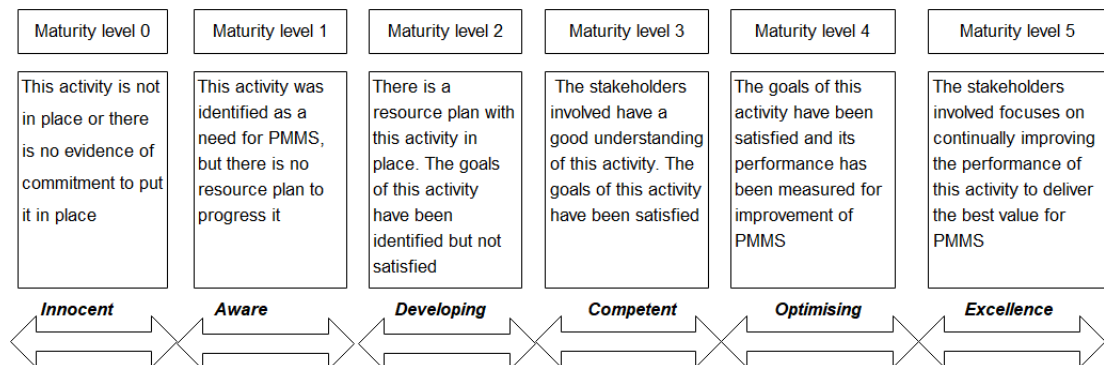 Maturity level 0
Maturity level 1
Maturity level 2
Maturity level 3
Maturity level 4
Maturity level 5
This activity is not
in place or there
is no evidence of
commitment to put
it in place
This activity was
identified as a
need for PMMS,
but there is no
resource plan to
progress it
There is a
resource plan with
this activity in
place. The goals
of this activity
have been
identified but not
satisfied
The stakeholders
involved have a
good understanding
of this activity. The
goals of this activity
have been satisfied
The goals of this
activity have been
satisfied and its
performance has
been measured for
improvement of
PMMS
The stakeholders
involved focuses on
continually improving
the performance of
this activity to deliver
the best value for
PMMS
Innocent
Aware
Developing
Competent
Optimising
Excellence